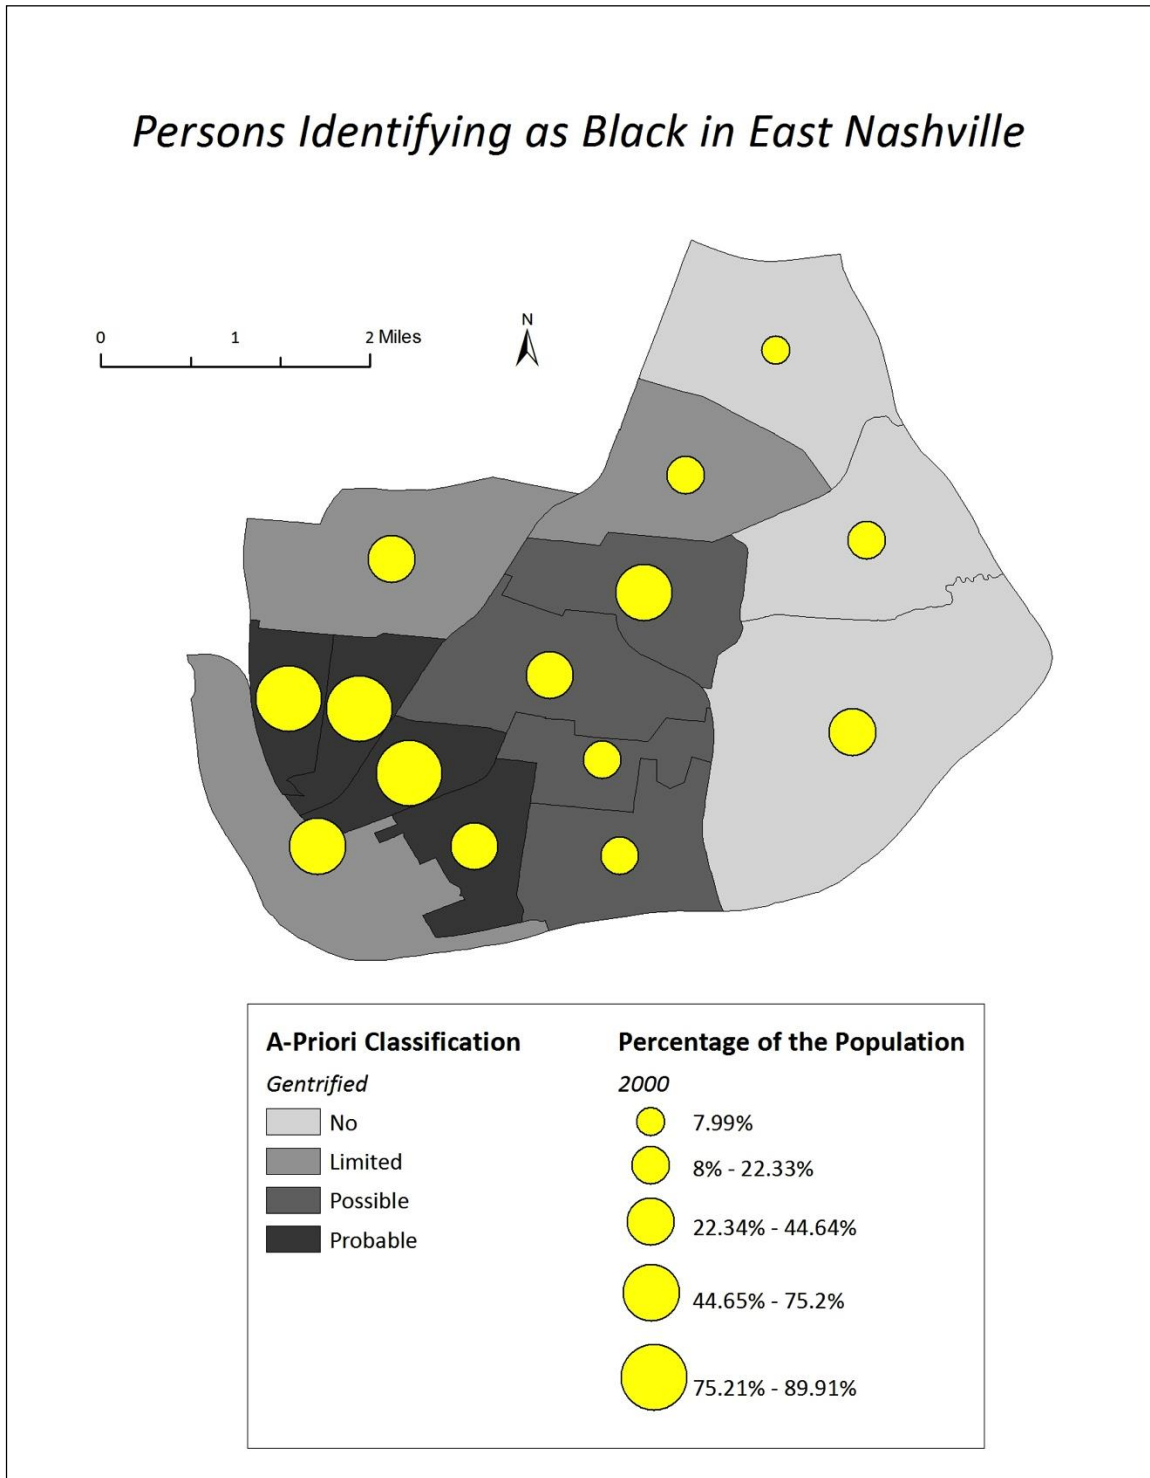 Persons Identifying as Black in East Nashville
0 1 2 Miles
N
A-Priori Classification
Gentrified
No
Limited
Possible
Probable
Percentage of the Population
2000
7.99%
8% - 22.33%
22.34% - 44.64%
44.65% - 75.2%
75.21% - 89.91%